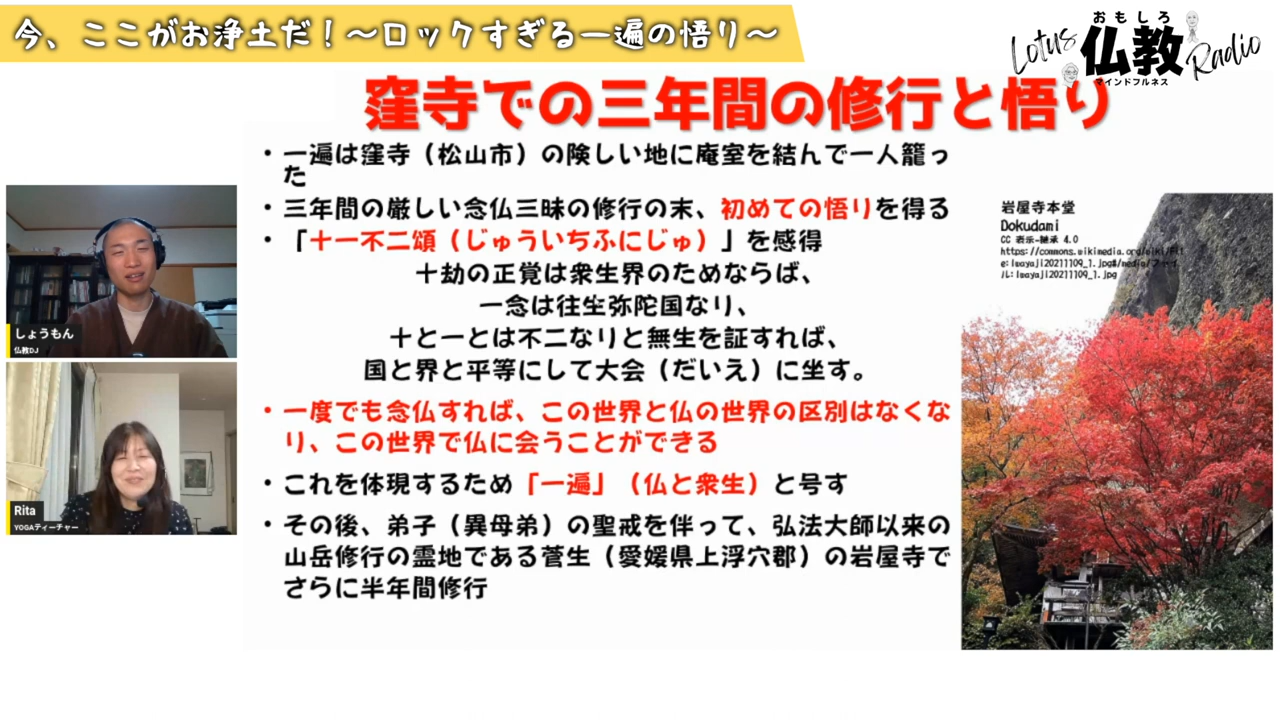 今、ここがお浄土だ！～ロックすぎる一遍の悟り～
おもしろ
Lotus 仏教 Radio
マインドフルネス
窪寺での三年間の修行と悟り
・一遍は窪寺（松山市）の険しい地に庵室を結んで一人籠っ
た
・三年間の厳しい念仏三昧の修行の末、初めての悟りを得る
・「十一不二頌（じゅういちふにじゅ）」を感得
十劫の正覚は衆生界のためならば、
一念は往生弥陀国なり、
十と一とは不二なりと無生を証すれば、
国と界と平等にして大会（だいえ）に坐す。
・一度でも念仏すれば、この世界と仏の世界の区別はなくな
り、この世界で仏に会うことができる
・これを体現するため「一遍」（仏と衆生）と号す
・その後、弟子（異母弟）の聖戒を伴って、弘法大師以来の
山岳修行の霊地である菅生（愛媛県上浮穴郡）の岩屋寺で
さらに半年間修行
しょうもん
仏教DJ
Rita
YOGAティーチャー
岩屋寺本堂
Dokudami
CC 表示-継承 4.0
https://commons.wikimedia.org/wiki/Fil
e:Iwayaji20211109_1.jpg#/media/ファイ
ル:Iwayaji20211109_1.jpg